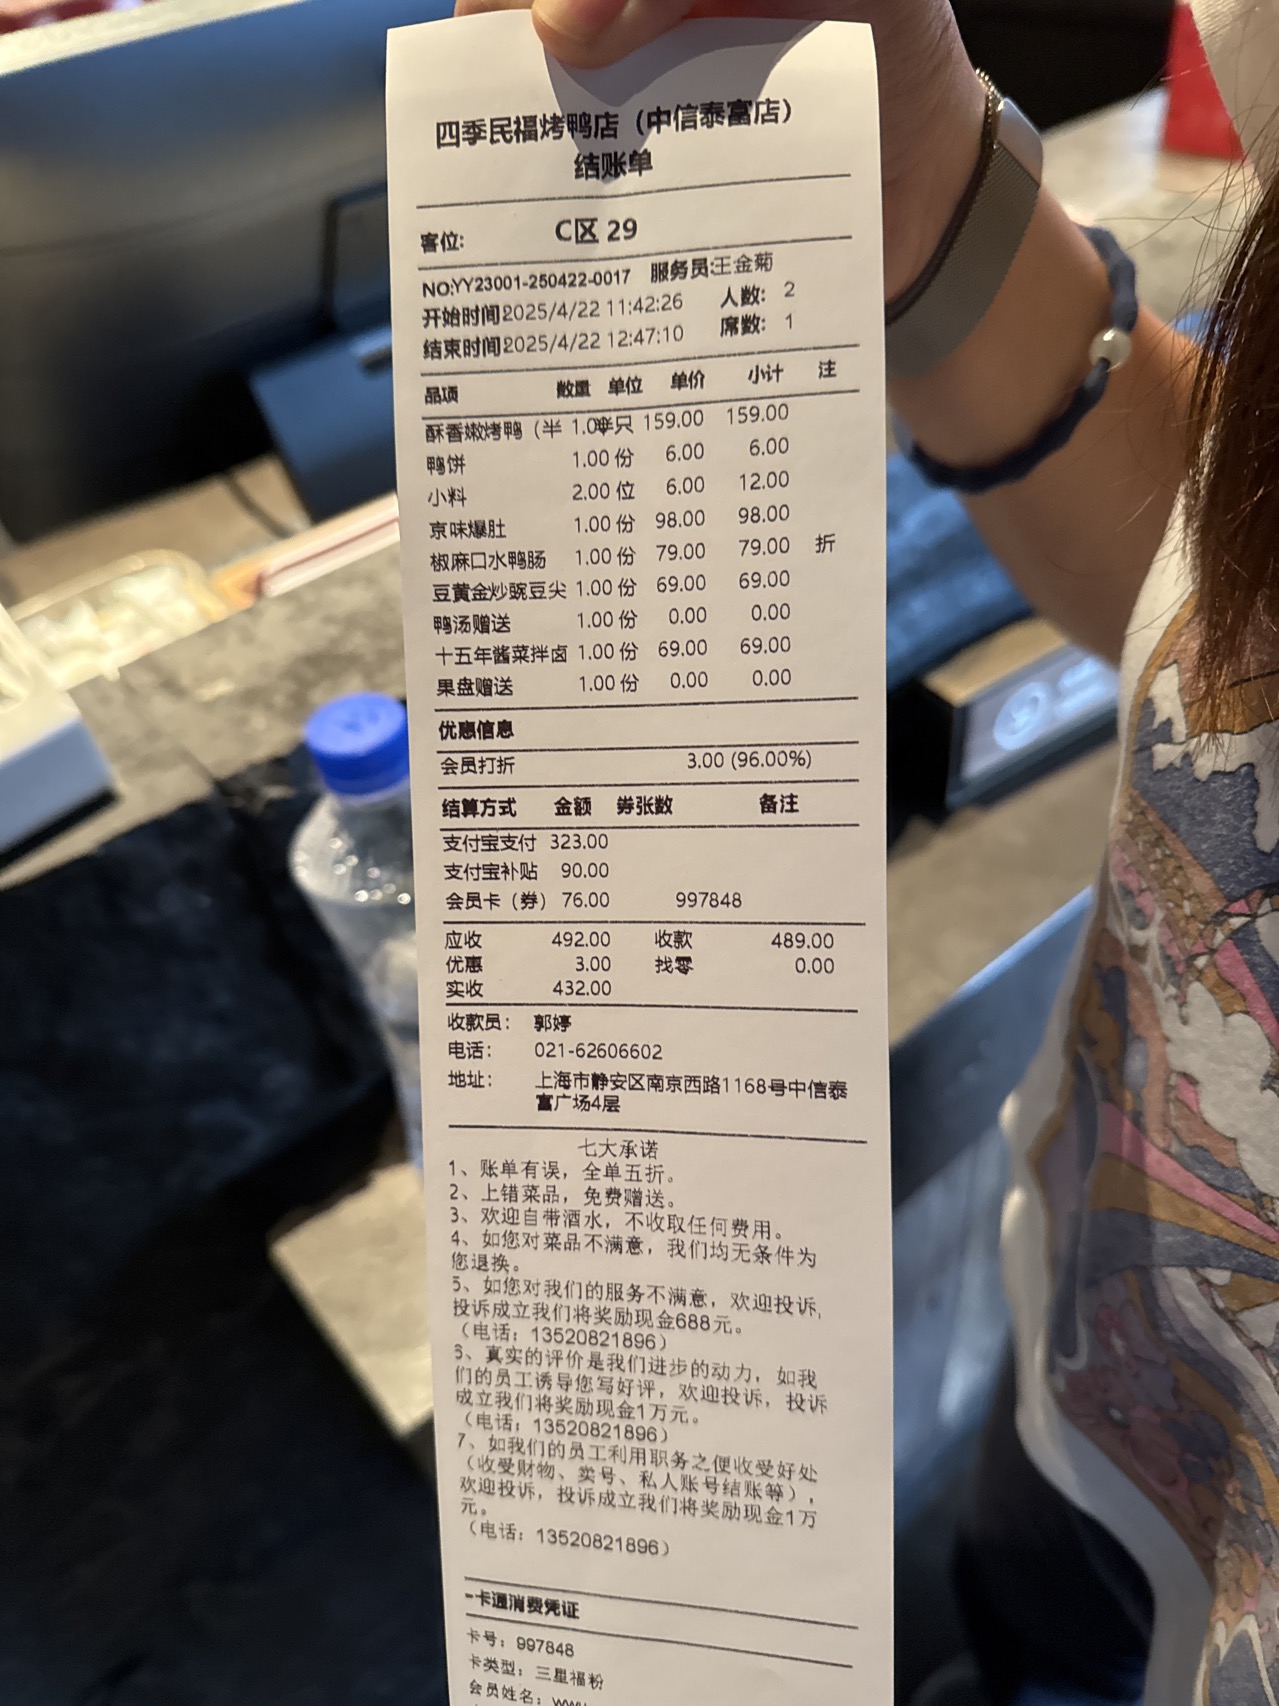 四季民福烤鸭店（中信泰富店）
结账单
客位: C区 29
NO:YY23001-250422-0017 服务员:王金菊
开始时间2025/4/22 11:42:26 人数: 2
结束时间2025/4/22 12:47:10 席数: 1
品项 数量 单位 单价 小计 注
酥香嫩烤鸭（半 1.00半只 159.00 159.00
鸭饼 1.00 份 6.00 6.00
小料 2.00 位 6.00 12.00
京味爆肚 1.00 份 98.00 98.00
椒麻口水鸭肠 1.00 份 79.00 79.00 折
豆黄金炒豌豆尖 1.00 份 69.00 69.00
鸭汤赠送 1.00 份 0.00 0.00
十五年酱菜拌卤 1.00 份 69.00 69.00
果盘赠送 1.00 份 0.00 0.00
优惠信息
会员打折 3.00 (96.00%)
结算方式 金额 券张数 备注
支付宝支付 323.00
支付宝补贴 90.00
会员卡（券） 76.00 997848
应收 492.00 收款 489.00
优惠 3.00 找零 0.00
实收 432.00
收款员: 郭婷
电话: 021-62606602
地址: 上海市静安区南京西路1168号中信泰
富广场4层
七大承诺
1、账单有误，全单五折。
2、上错菜品，免费赠送。
3、欢迎自带酒水，不收取任何费用。
4、如您对菜品不满意，我们均无条件为
您退换。
5、如您对我们的服务不满意，欢迎投诉，
投诉成立我们将奖励现金688元。
（电话：13520821896）
6、真实的评价是我们进步的动力，如我
们的员工诱导您写好评，欢迎投诉，投诉
成立我们将奖励现金1万元。
（电话：13520821896）
7、如我们的员工利用职务之便收受好处
（收受财物、卖号、私人账号结账等），
欢迎投诉，投诉成立我们将奖励现金1万
元。
（电话：13520821896）
一卡通消费凭证
卡号：997848
卡类型：三星福粉
会员姓名：